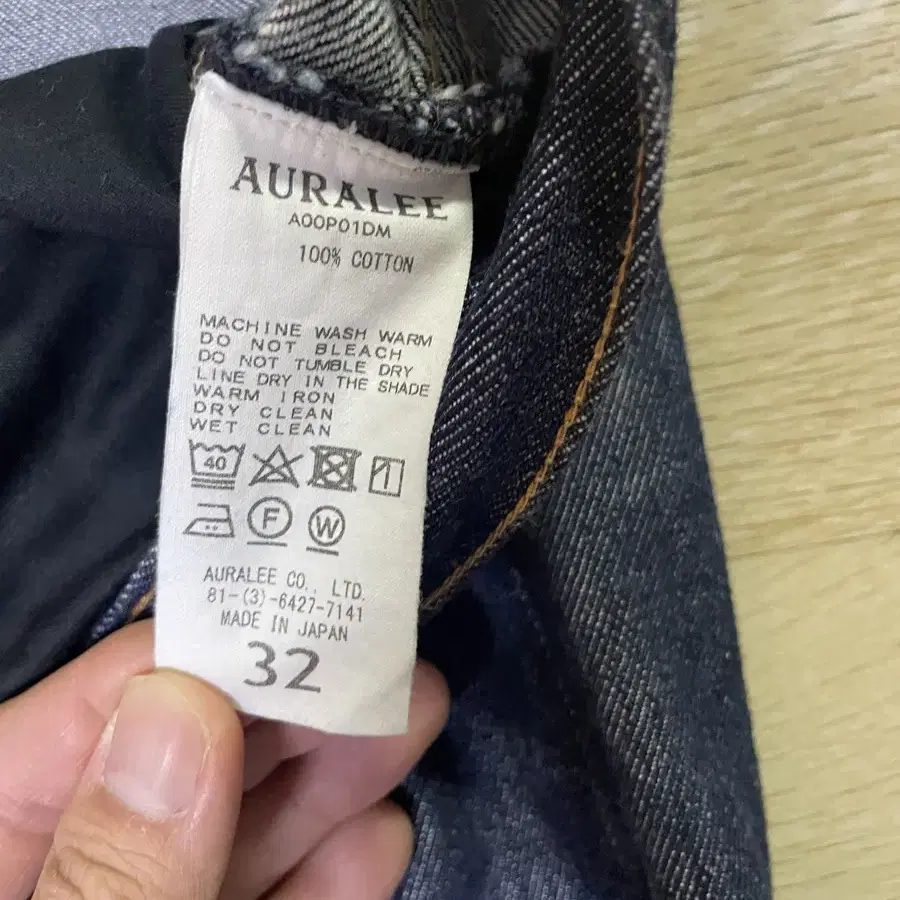 AURALEE
A00P01DM
100% COTTON
MACHINE WASH WARM
DO NOT BLEACH
DO NOT TUMBLE DRY
LINE DRY IN THE SHADE
WARM IRON
DRY CLEAN
WET CLEAN
40
F W
AURALEE CO., LTD.
81-(3)-6427-7141
MADE IN JAPAN
32